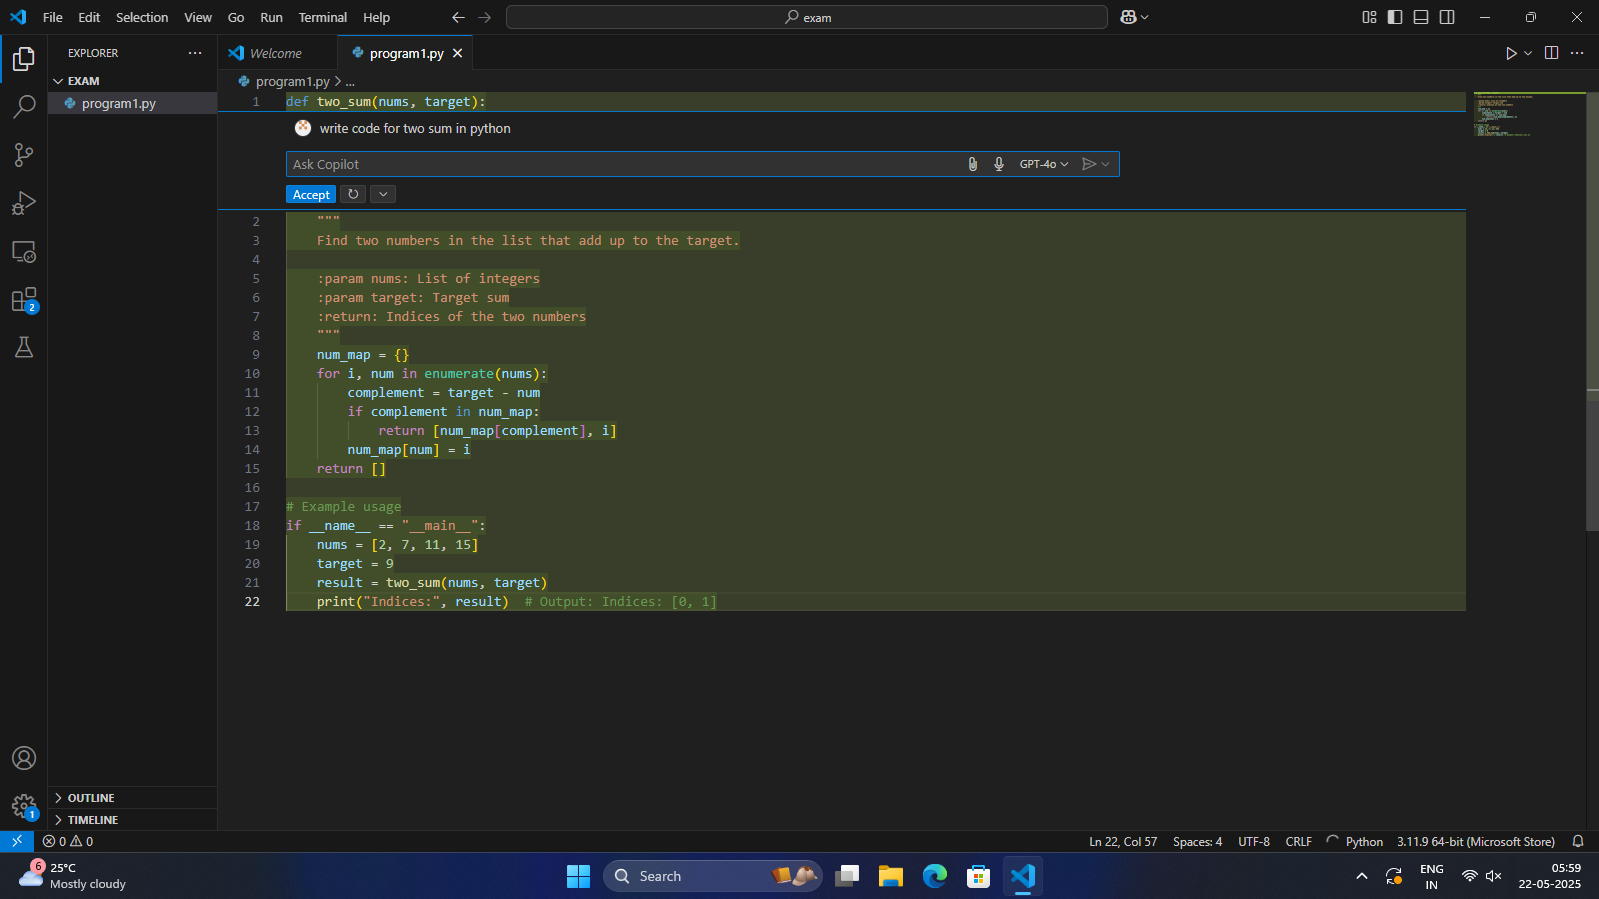 File Edit Selection View Go Run Terminal Help
exam
EXPLORER
EXAM
program1.py
Welcome
program1.py
program1.py > ...
1 def two_sum(nums, target):
write code for two sum in python
Ask Copilot
GPT-4o
Accept
2     """
3     Find two numbers in the list that add up to the target.
4
5     :param nums: List of integers
6     :param target: Target sum
7     :return: Indices of the two numbers
8     """
9     num_map = {}
10     for i, num in enumerate(nums):
11         complement = target - num
12         if complement in num_map:
13             return [num_map[complement], i]
14         num_map[num] = i
15     return []
16
17 # Example usage
18 if __name__ == "__main__":
19     nums = [2, 7, 11, 15]
20     target = 9
21     result = two_sum(nums, target)
22     print("Indices:", result)  # Output: Indices: [0, 1]
2
1
OUTLINE
TIMELINE
0 0
Ln 22, Col 57 Spaces: 4 UTF-8 CRLF Python 3.11.9 64-bit (Microsoft Store)
6
25°C
Mostly cloudy
Search
ENG
IN
05:59
22-05-2025